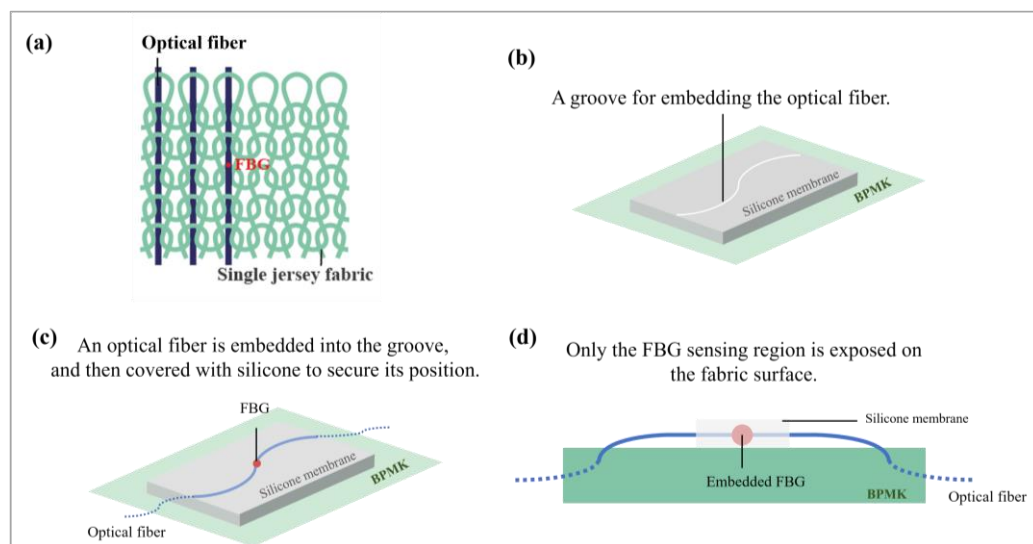 (a)
Optical fiber
FBG
Single jersey fabric
(b)
A groove for embedding the optical fiber.
Silicone membrane
BPMK
(c)
An optical fiber is embedded into the groove,
and then covered with silicone to secure its position.
FBG
Silicone membrane
BPMK
Optical fiber
(d)
Only the FBG sensing region is exposed on
the fabric surface.
Silicone membrane
Embedded FBG
BPMK
Optical fiber